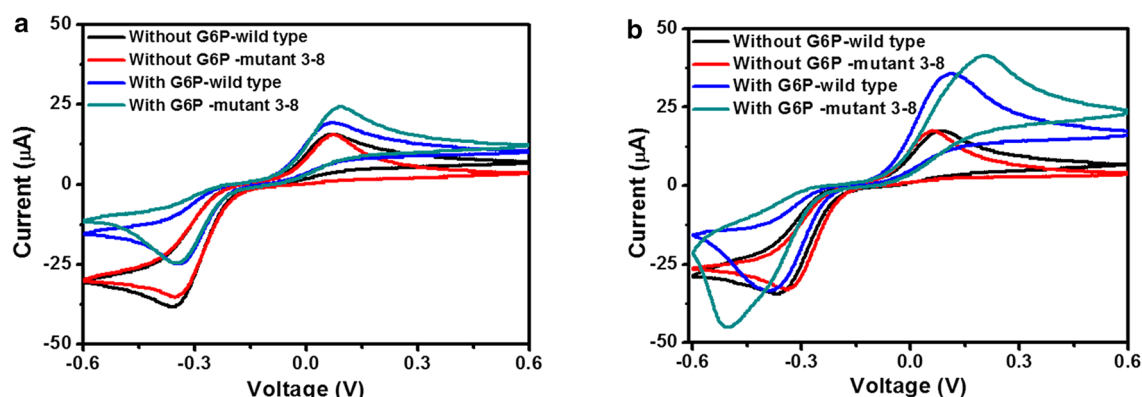 a
50
25
0
-25
-50
Current (μA)
Without G6P-wild type
Without G6P -mutant 3-8
With G6P-wild type
With G6P -mutant 3-8
-0.6
-0.3
0.0
0.3
0.6
Voltage (V)
b
50
25
0
-25
-50
Current (μA)
Without G6P-wild type
Without G6P -mutant 3-8
With G6P-wild type
With G6P -mutant 3-8
-0.6
-0.3
0.0
0.3
0.6
Voltage (V)